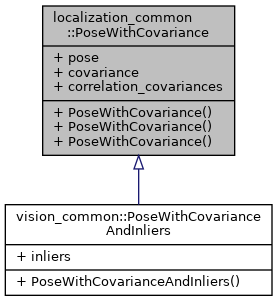 localization_common
::PoseWithCovariance
+ pose
+ covariance
+ correlation_covariances
+ PoseWithCovariance()
+ PoseWithCovariance()
+ PoseWithCovariance()
vision_common::PoseWithCovariance
AndInliers
+ inliers
+ PoseWithCovarianceAndInliers()